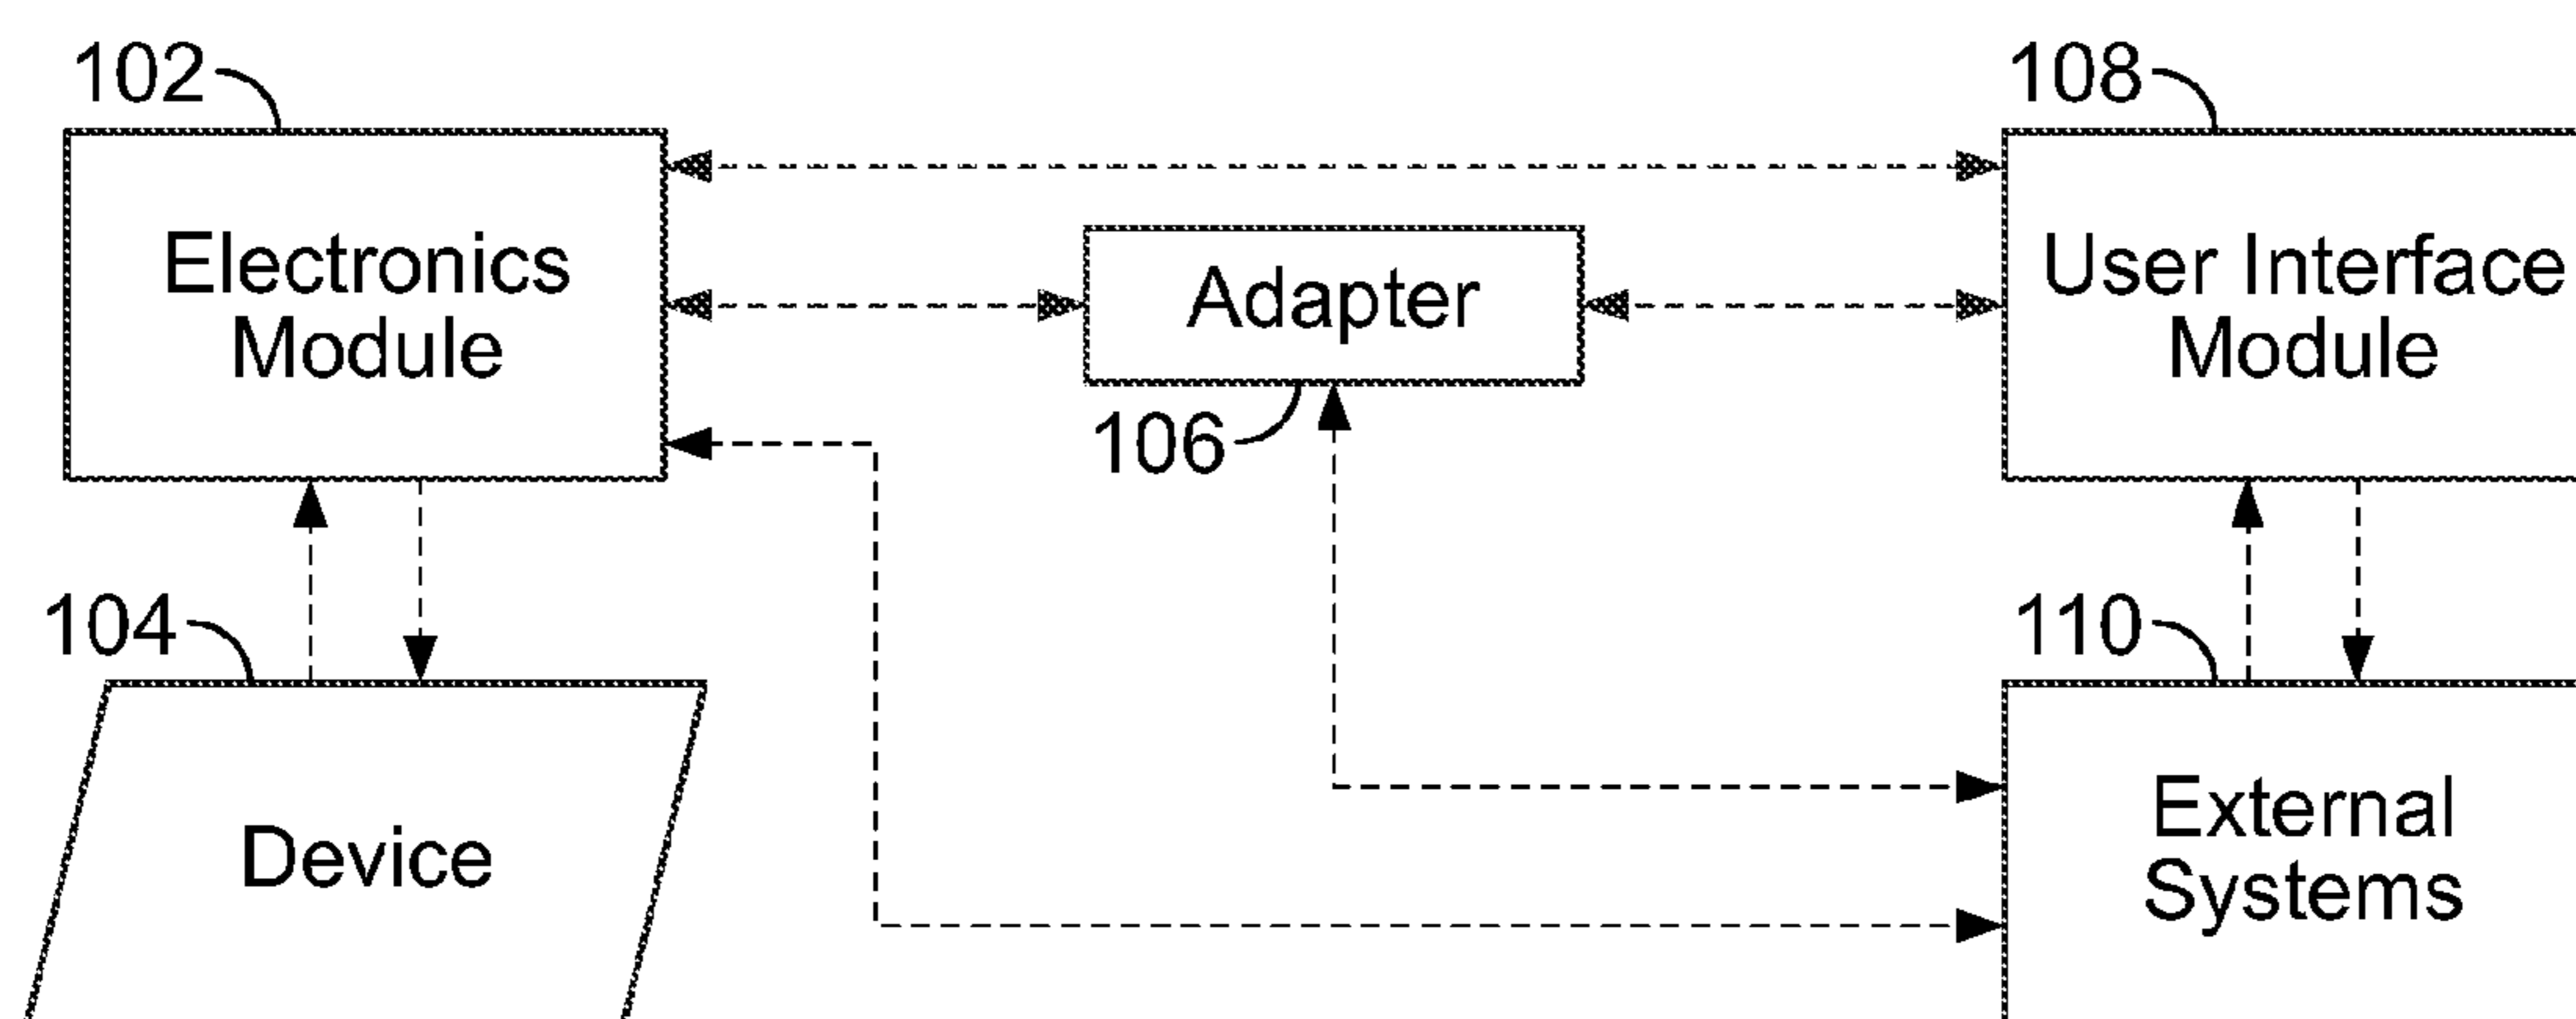 102
108
Electronics
Module
Adapter
User Interface
Module
106
104
110
Device
External
Systems